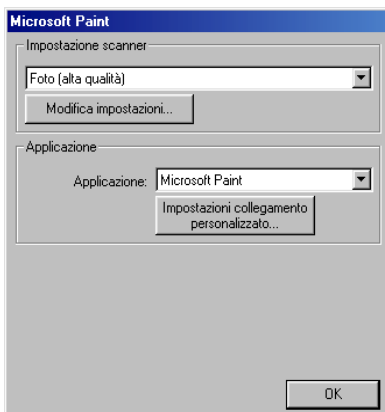 Microsoft Paint
Impostazione scanner
Foto (alta qualità)
Modifica impostazioni...
Applicazione
Applicazione: Microsoft Paint
Impostazioni collegamento
personalizzato...
OK